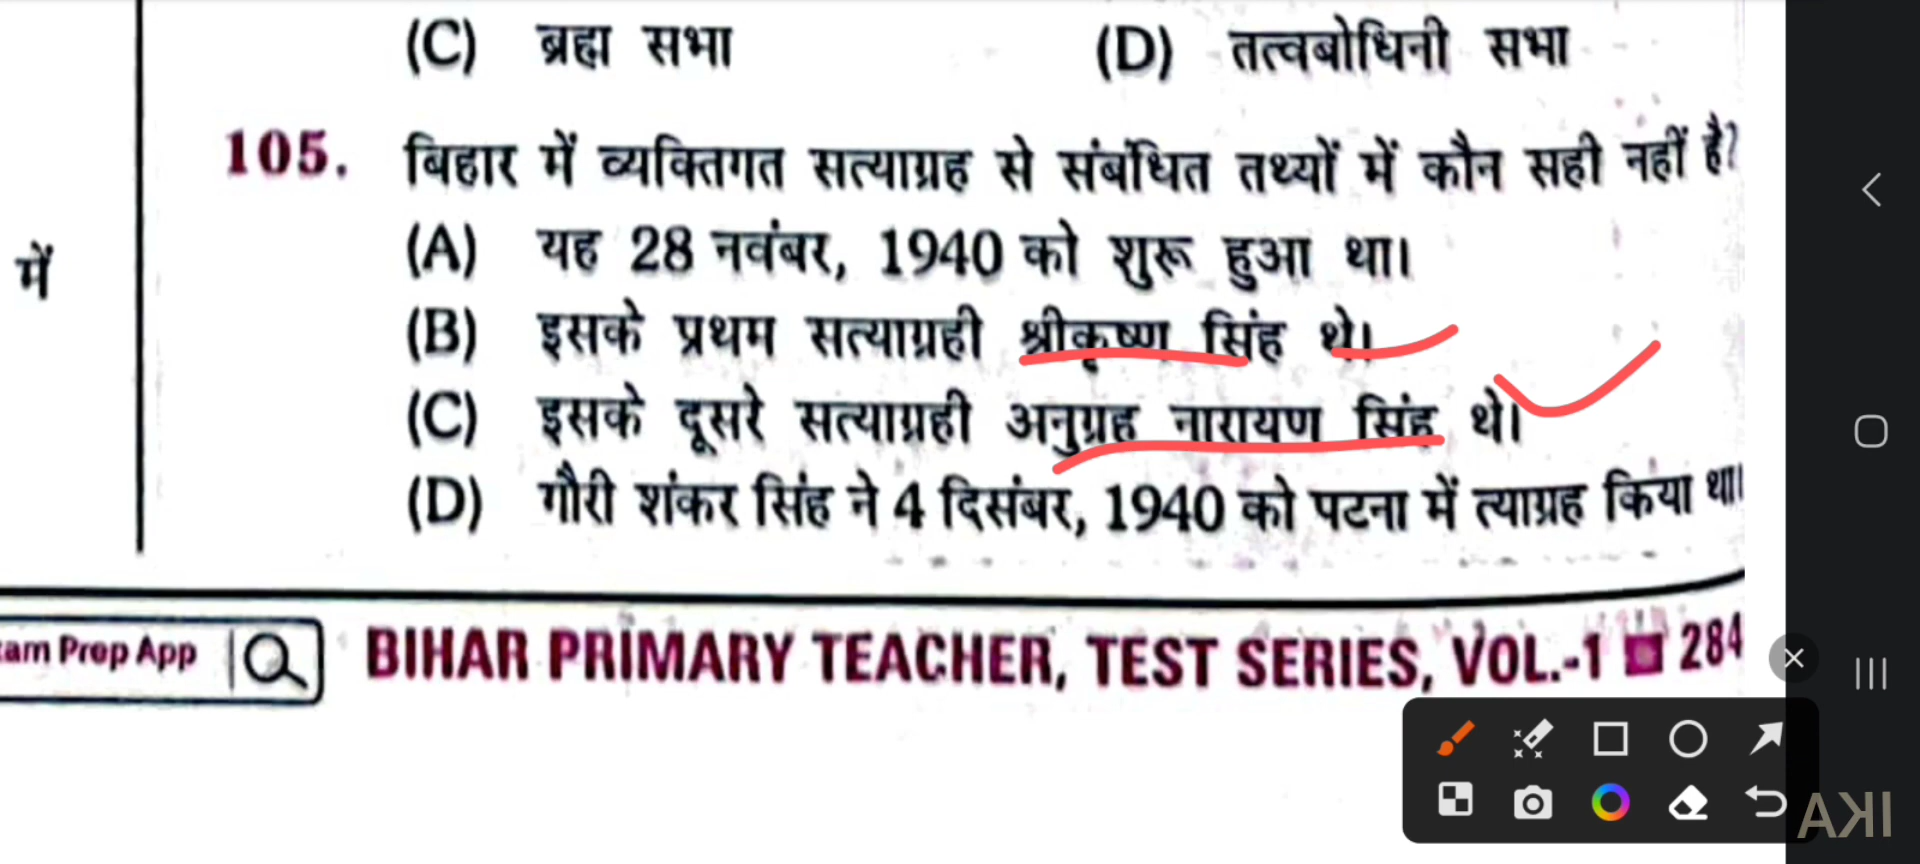 (C) ब्रह्म सभा (D) तत्वबोधिनी सभा
105. बिहार में व्यक्तिगत सत्याग्रह से संबंधित तथ्यों में कौन सही नहीं है?
(A) यह 28 नवंबर, 1940 को शुरू हुआ था।
में
(B) इसके प्रथम सत्याग्रही श्रीकृष्ण सिंह थे।
(C) इसके दूसरे सत्याग्रही अनुग्रह नारायण सिंह थे।
(D) गौरी शंकर सिंह ने 4 दिसंबर, 1940 को पटना में त्याग्रह किया था।
am Prep App
BIHAR PRIMARY TEACHER, TEST SERIES, VOL.-1 ■ 284